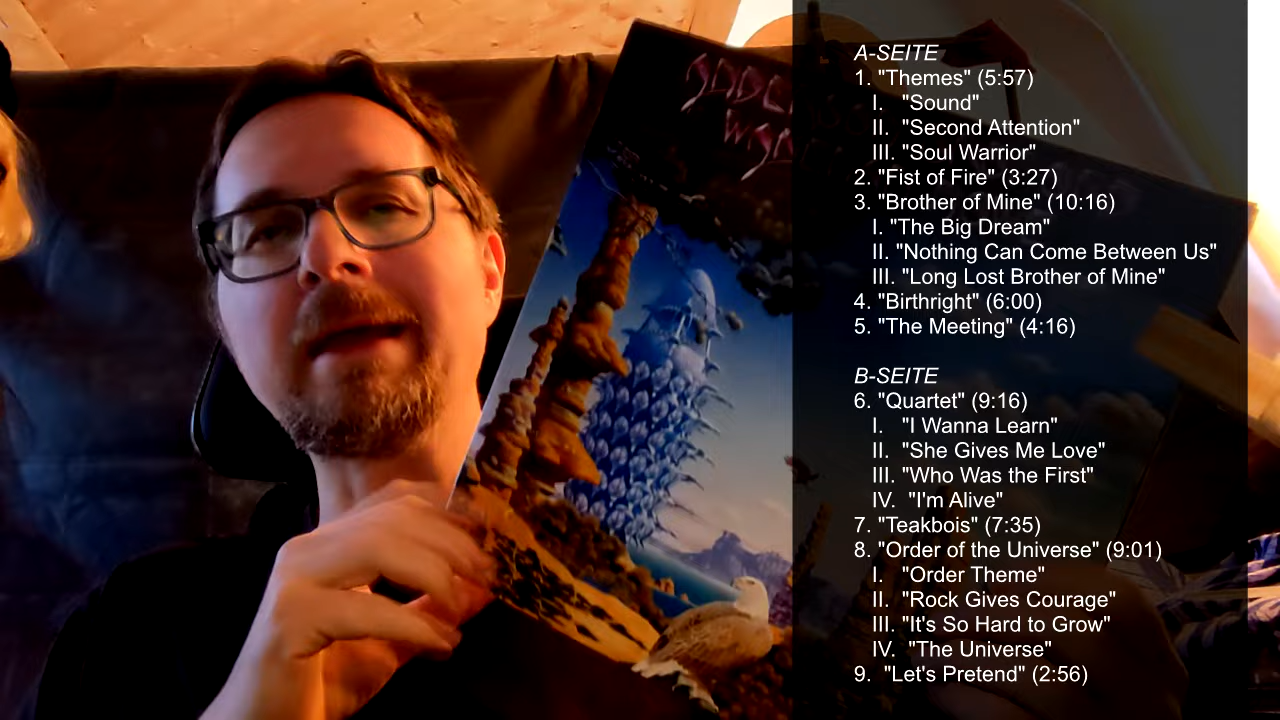 A-SEITE
1. "Themes" (5:57)
I. "Sound"
II. "Second Attention"
III. "Soul Warrior"
2. "Fist of Fire" (3:27)
3. "Brother of Mine" (10:16)
I. "The Big Dream"
II. "Nothing Can Come Between Us"
III. "Long Lost Brother of Mine"
4. "Birthright" (6:00)
5. "The Meeting" (4:16)
B-SEITE
6. "Quartet" (9:16)
I. "I Wanna Learn"
II. "She Gives Me Love"
III. "Who Was the First"
IV. "I'm Alive"
7. "Teakbois" (7:35)
8. "Order of the Universe" (9:01)
I. "Order Theme"
II. "Rock Gives Courage"
III. "It's So Hard to Grow"
IV. "The Universe"
9. "Let's Pretend" (2:56)